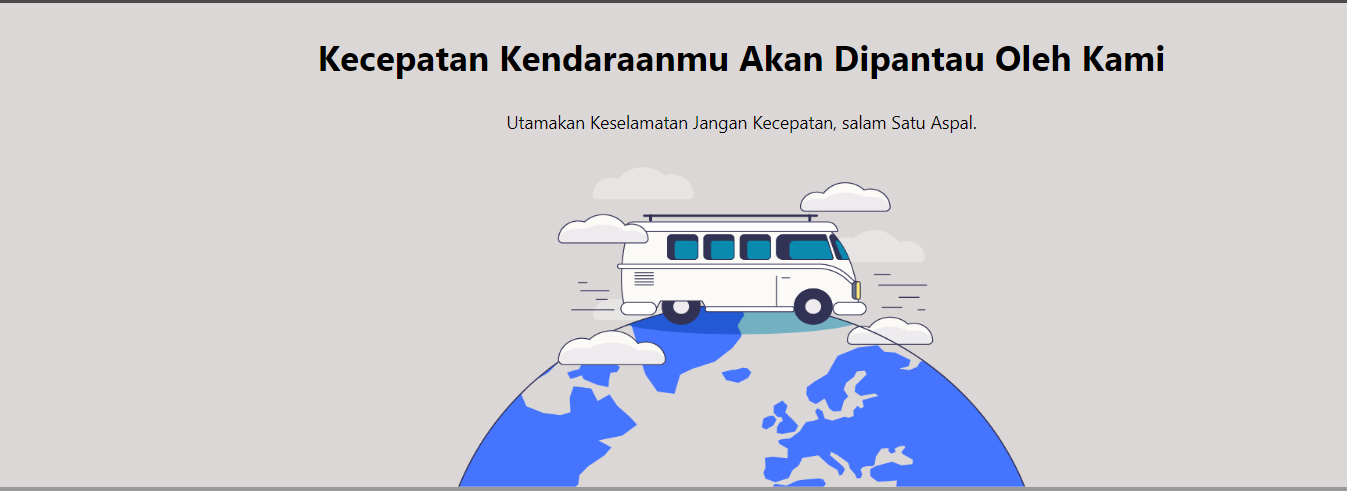 Kecepatan Kendaraanmu Akan Dipantau Oleh Kami
Utamakan Keselamatan Jangan Kecepatan, salam Satu Aspal.